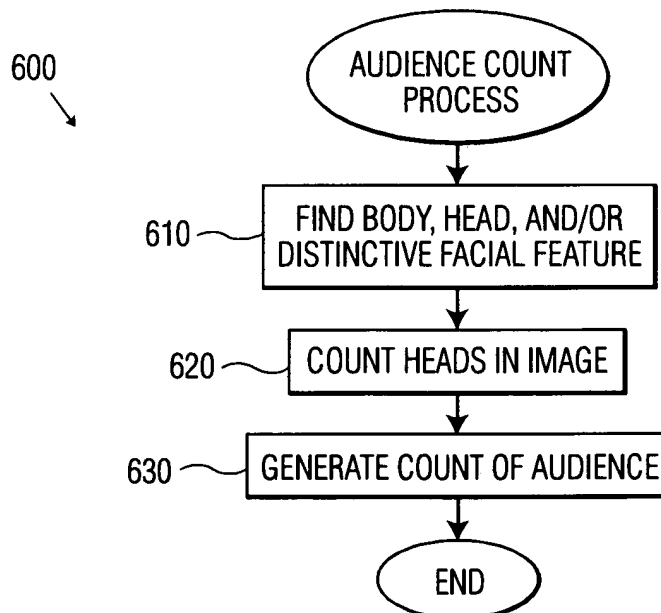 600
AUDIENCE COUNT
PROCESS
610
FIND BODY, HEAD, AND/OR
DISTINCTIVE FACIAL FEATURE
620
COUNT HEADS IN IMAGE
630
GENERATE COUNT OF AUDIENCE
END